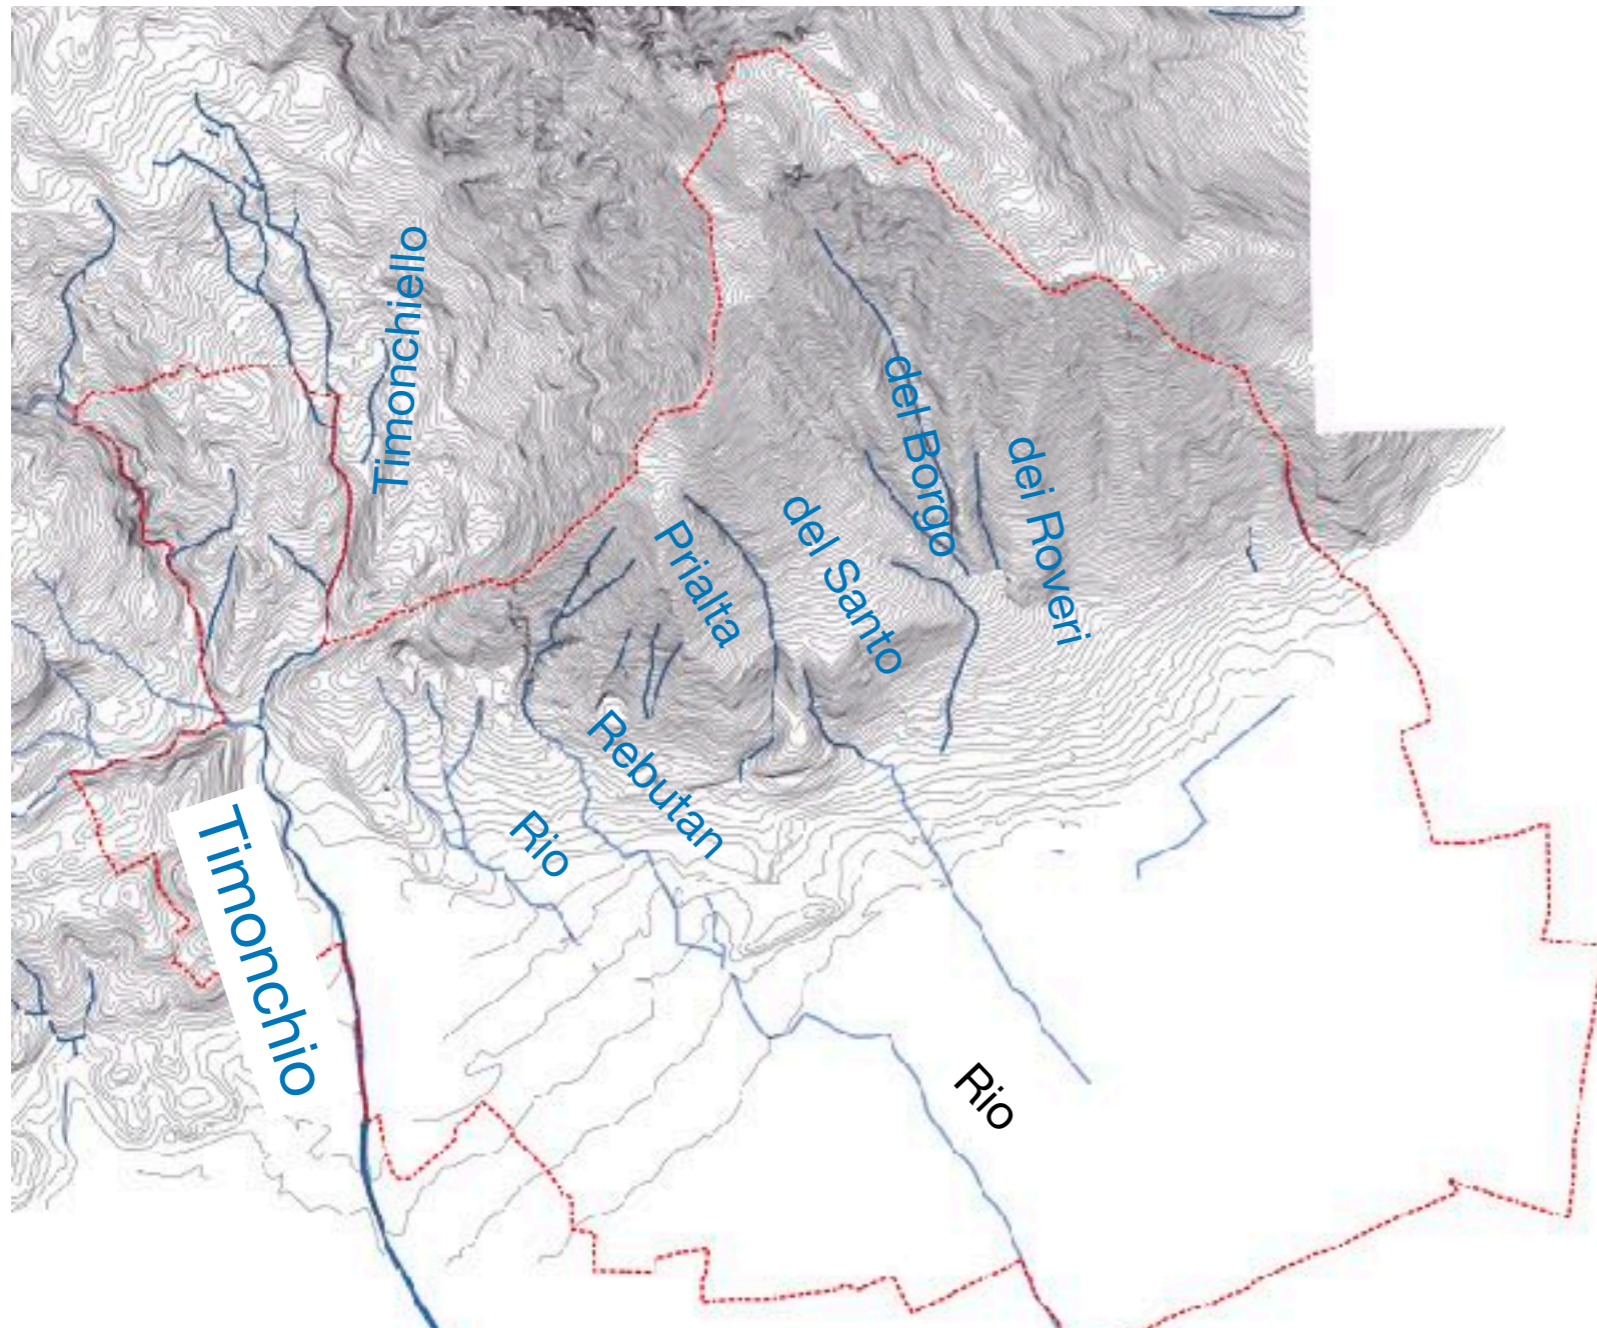 Timonchiello
del Borgo
dei Roveri
del Santo
Prialta
Rebutan
Rio
Timonchio
Rio